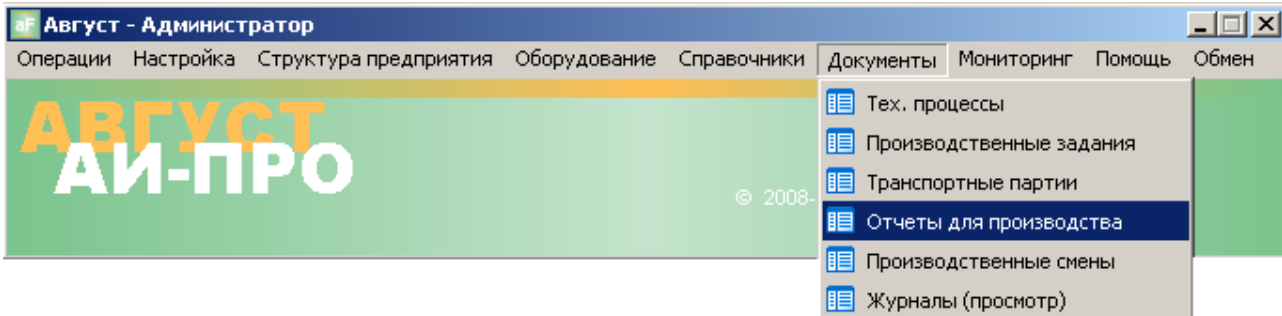 aF Август - Администратор
Операции Настройка Структура предприятия Оборудование Справочники Документы Мониторинг Помощь Обмен
АВГУСТ
АИ-ПРО
© 2008-
Тех. процессы
Производственные задания
Транспортные партии
Отчеты для производства
Производственные смены
Журналы (просмотр)